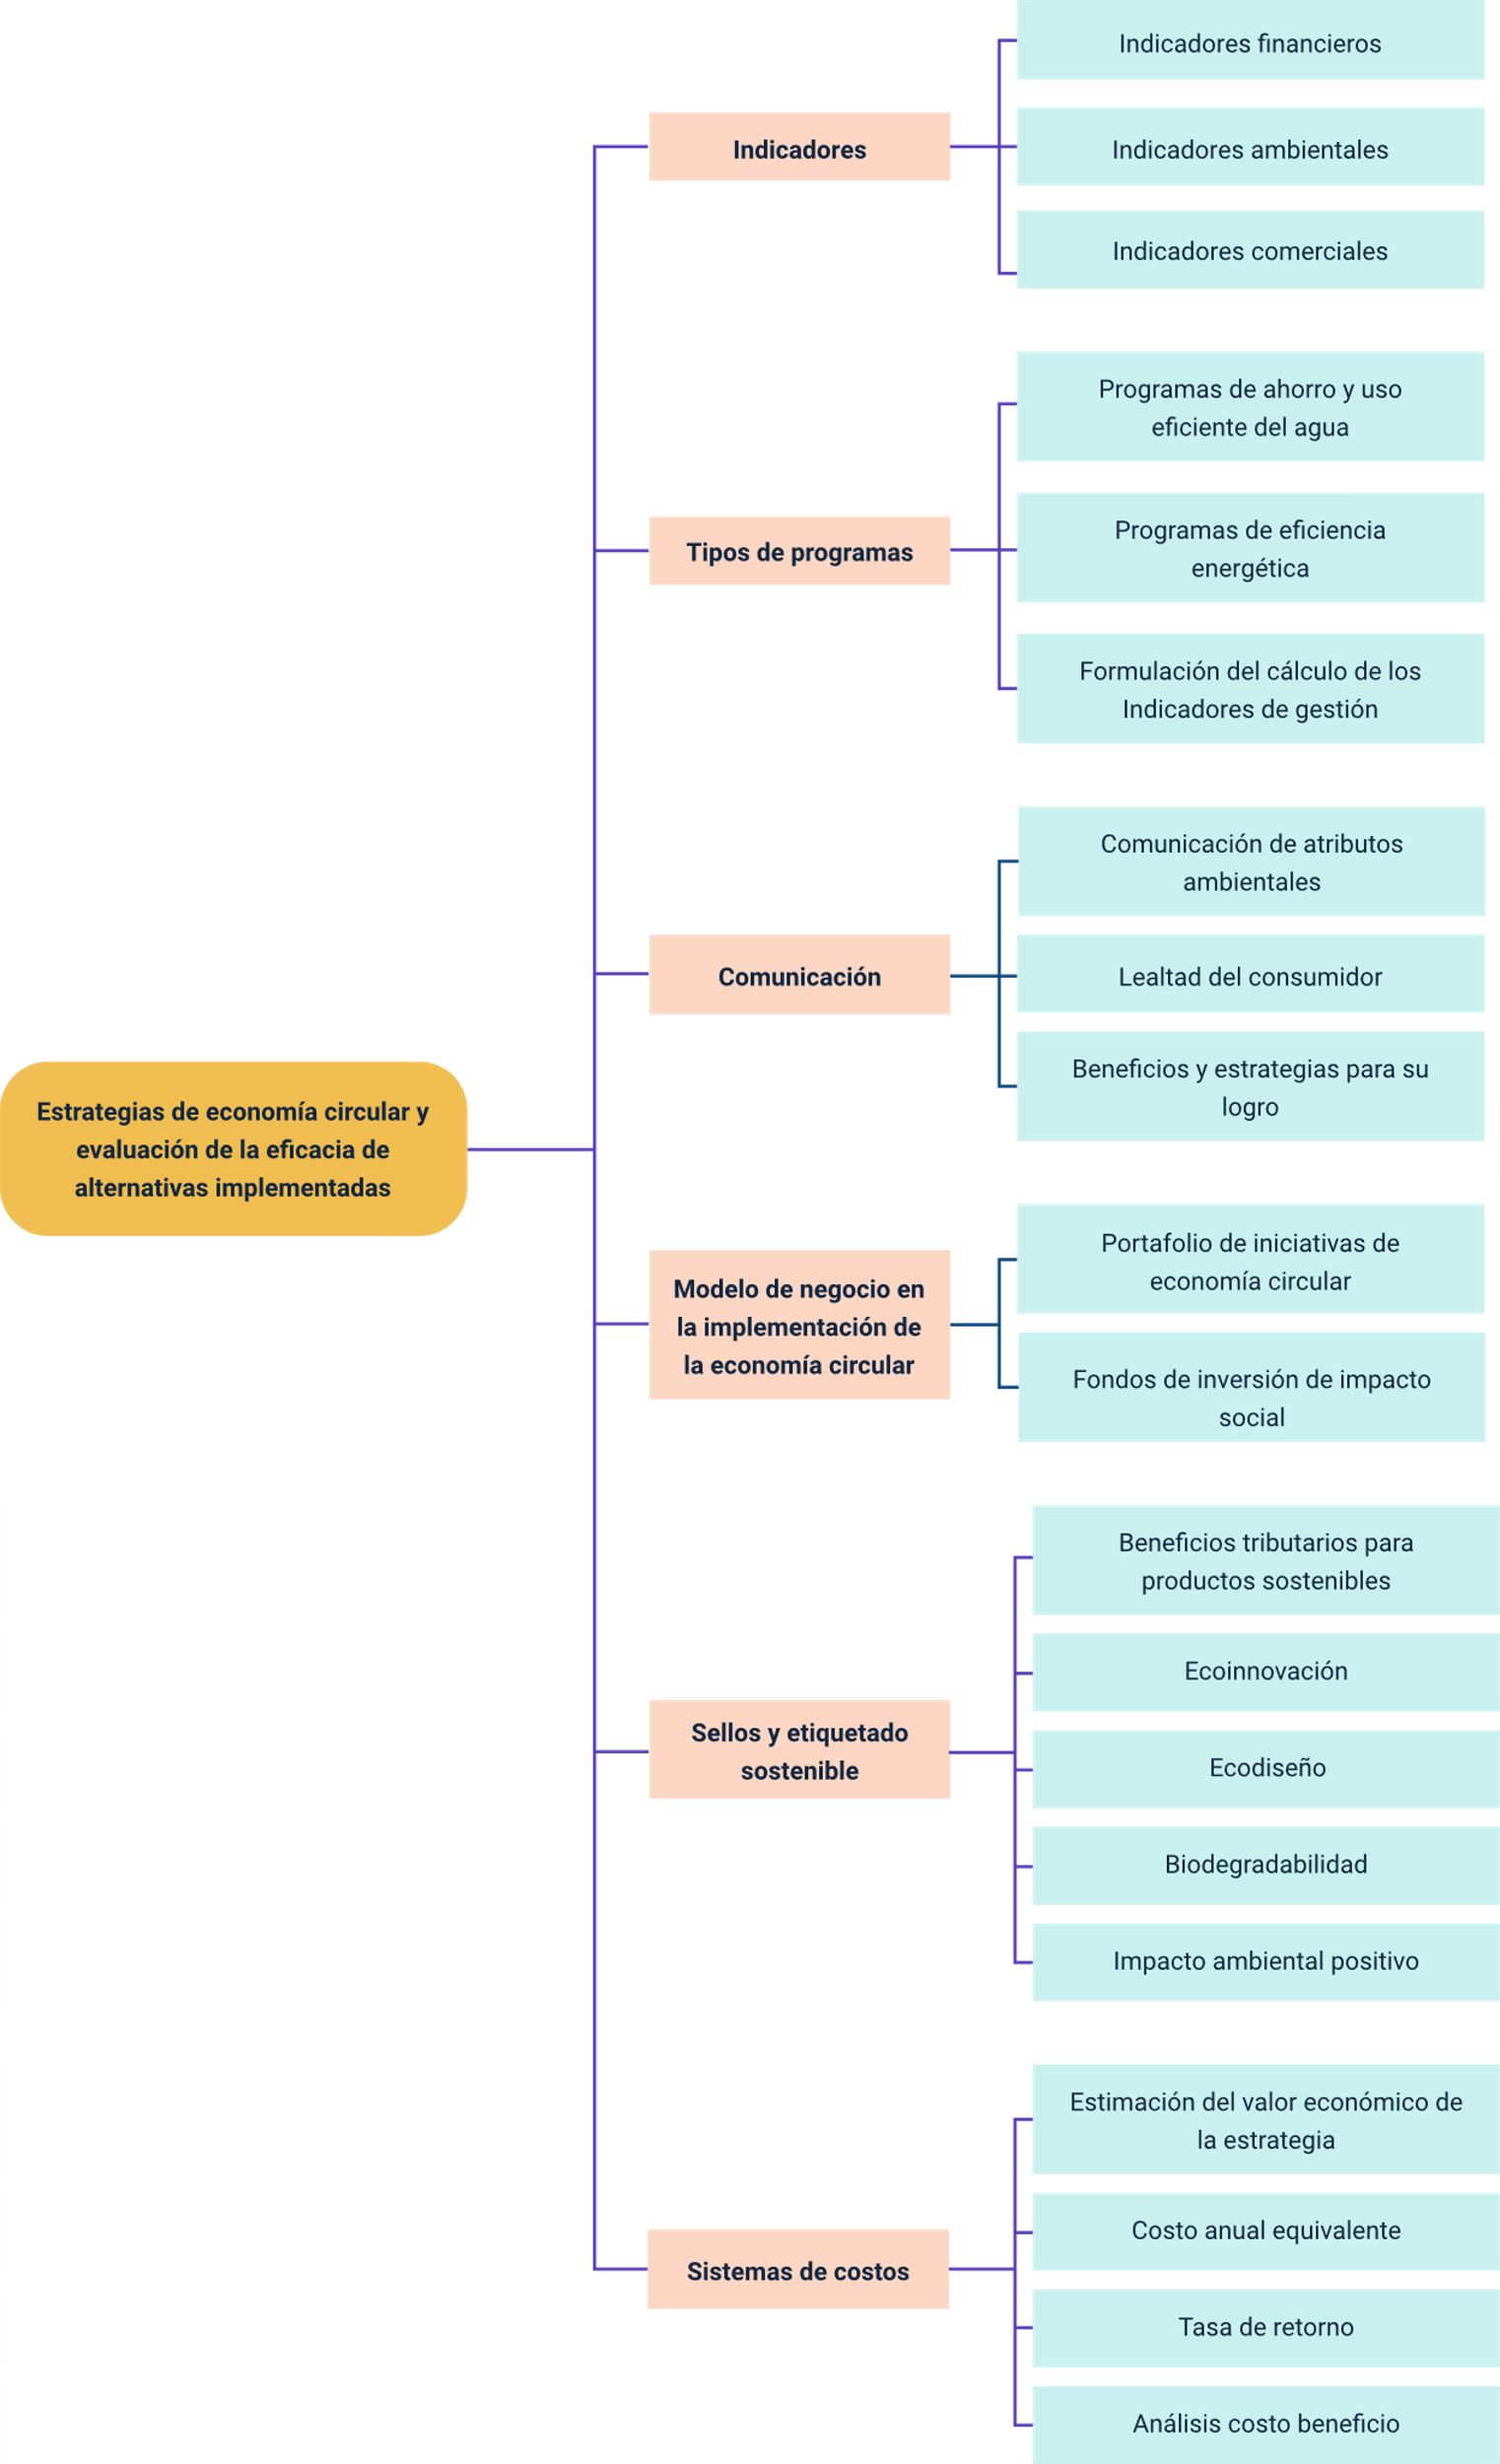 Estrategias de economía circular y
evaluación de la eficacia de
alternativas implementadas
Indicadores
Indicadores financieros
Indicadores ambientales
Indicadores comerciales
Tipos de programas
Programas de ahorro y uso
eficiente del agua
Programas de eficiencia
energética
Formulación del cálculo de los
Indicadores de gestión
Comunicación
Comunicación de atributos
ambientales
Lealtad del consumidor
Beneficios y estrategias para su
logro
Modelo de negocio en
la implementación de
la economía circular
Portafolio de iniciativas de
economía circular
Fondos de inversión de impacto
social
Sellos y etiquetado
sostenible
Beneficios tributarios para
productos sostenibles
Ecoinnovación
Ecodiseño
Biodegradabilidad
Impacto ambiental positivo
Sistemas de costos
Estimación del valor económico de
la estrategia
Costo anual equivalente
Tasa de retorno
Análisis costo beneficio